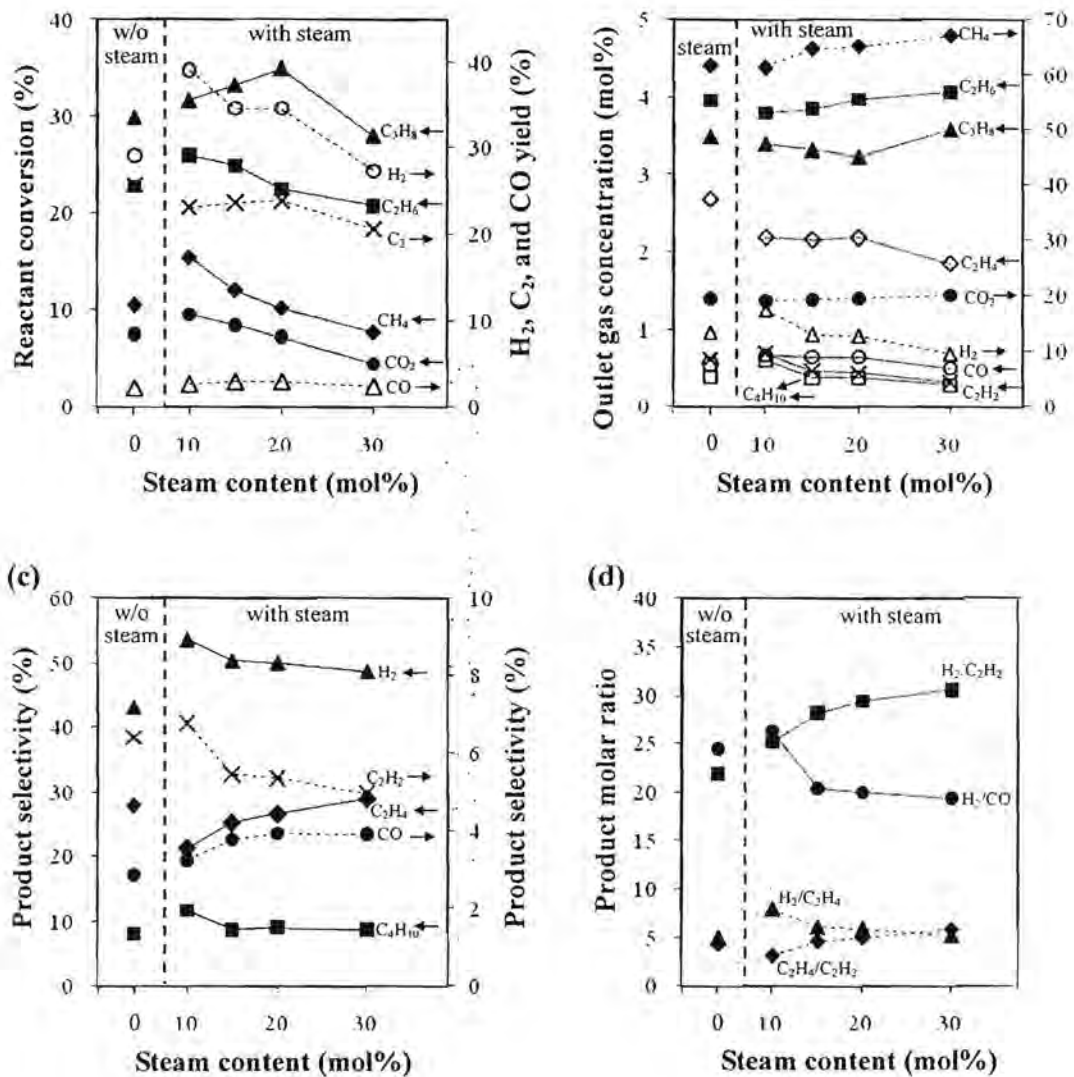 w/o steam
with steam
Reactant conversion (%)
40
30
20
10
0
40
30
20
10
0
H₂, C₂, and CO yield (%)
C₃H₈
H₂
C₂H₆
C₂
CH₄
CO₂
CO
0 10 20 30
Steam content (mol%)
steam
with steam
Outlet gas concentration (mol%)
5
4
3
2
1
0
70
60
50
40
30
20
10
0
CH₄
C₂H₆
C₃H₈
C₂H₄
CO₂
H₂
CO
C₄H₁₀
C₂H₂
0 10 20 30
Steam content (mol%)
(c)
w/o steam
with steam
Product selectivity (%)
60
50
40
30
20
10
0
10
8
6
4
2
0
Product selectivity (%)
H₂
C₂H₂
C₂H₄
CO
C₄H₁₀
0 10 20 30
Steam content (mol%)
(d)
w/o steam
with steam
Product molar ratio
40
35
30
25
20
15
10
5
0
H₂/C₂H₂
H₂/CO
H₂/C₂H₄
C₂H₄/C₂H₂
0 10 20 30
Steam content (mol%)